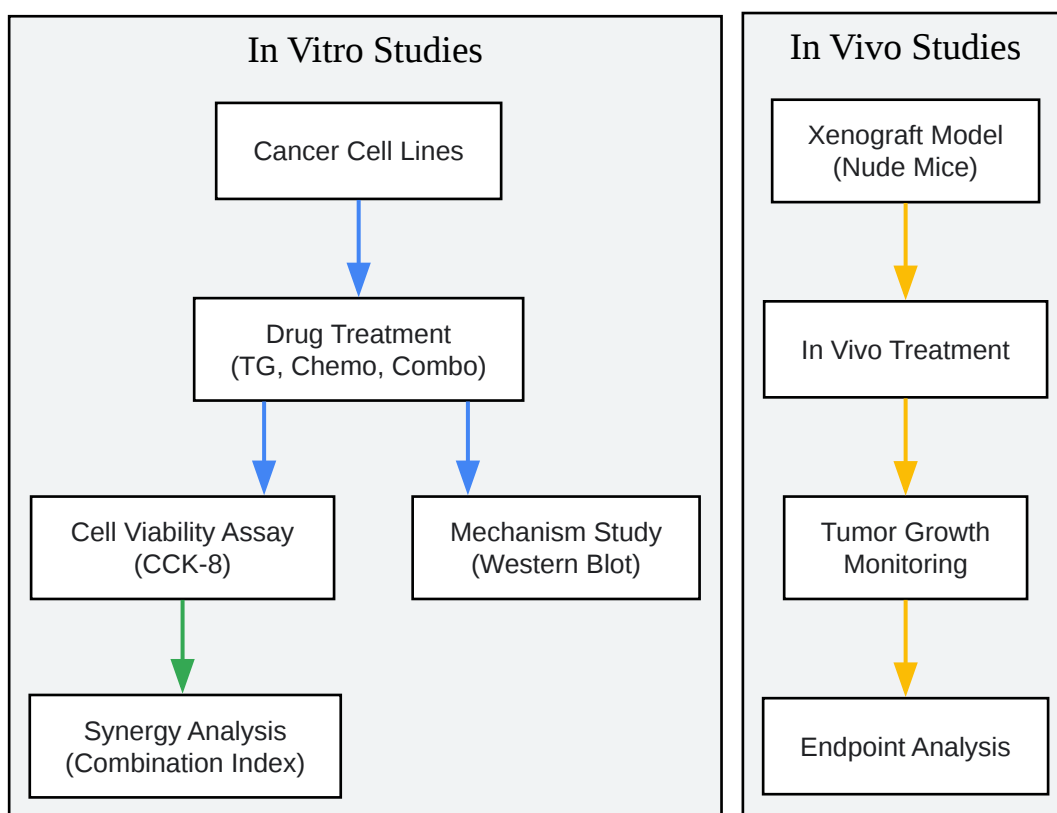 In Vitro Studies
Cancer Cell Lines
Drug Treatment
(TG, Chemo, Combo)
Cell Viability Assay
(CCK-8)
Mechanism Study
(Western Blot)
Synergy Analysis
(Combination Index)
In Vivo Studies
Xenograft Model
(Nude Mice)
In Vivo Treatment
Tumor Growth
Monitoring
Endpoint Analysis